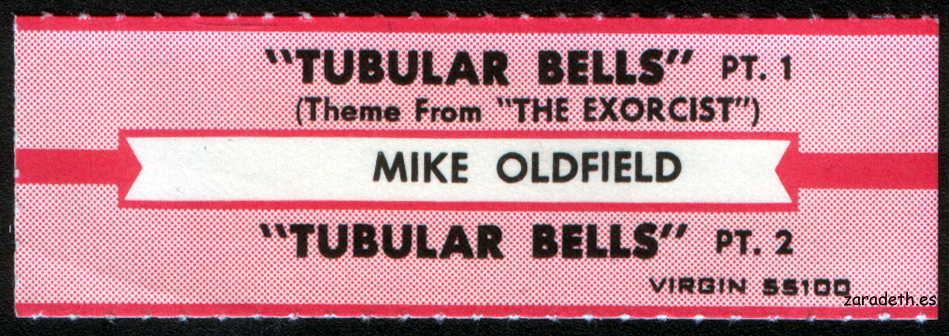 "TUBULAR BELLS" PT. 1
(Theme From "THE EXORCIST")
MIKE OLDFIELD
"TUBULAR BELLS" PT. 2
VIRGIN 55100
zaradeth.es